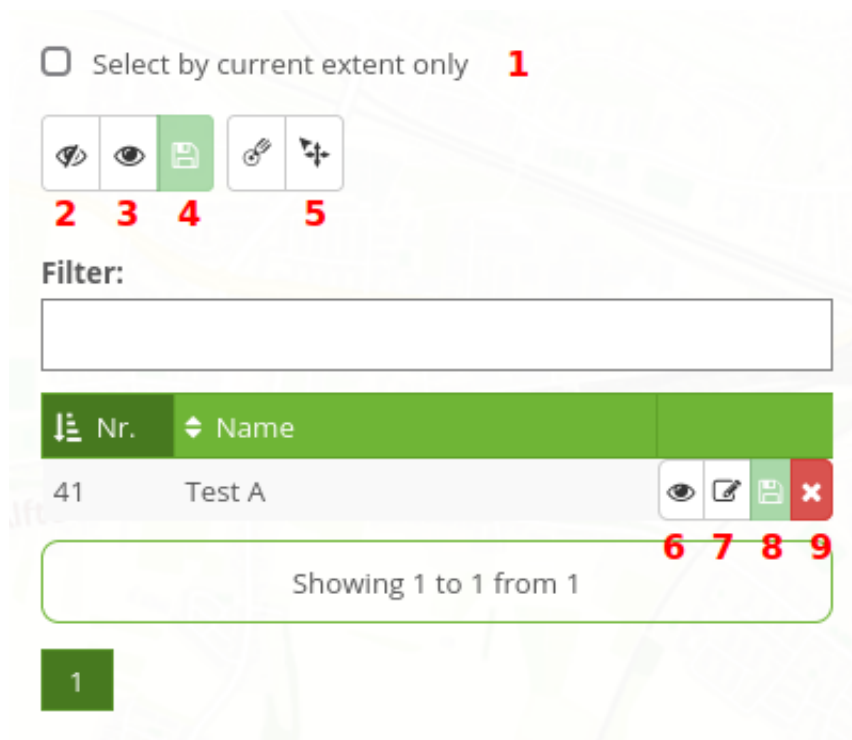 Select by current extent only 1
2 3 4 5
Filter:
Nr. Name
41 Test A
6 7 8 9
Showing 1 to 1 from 1
1